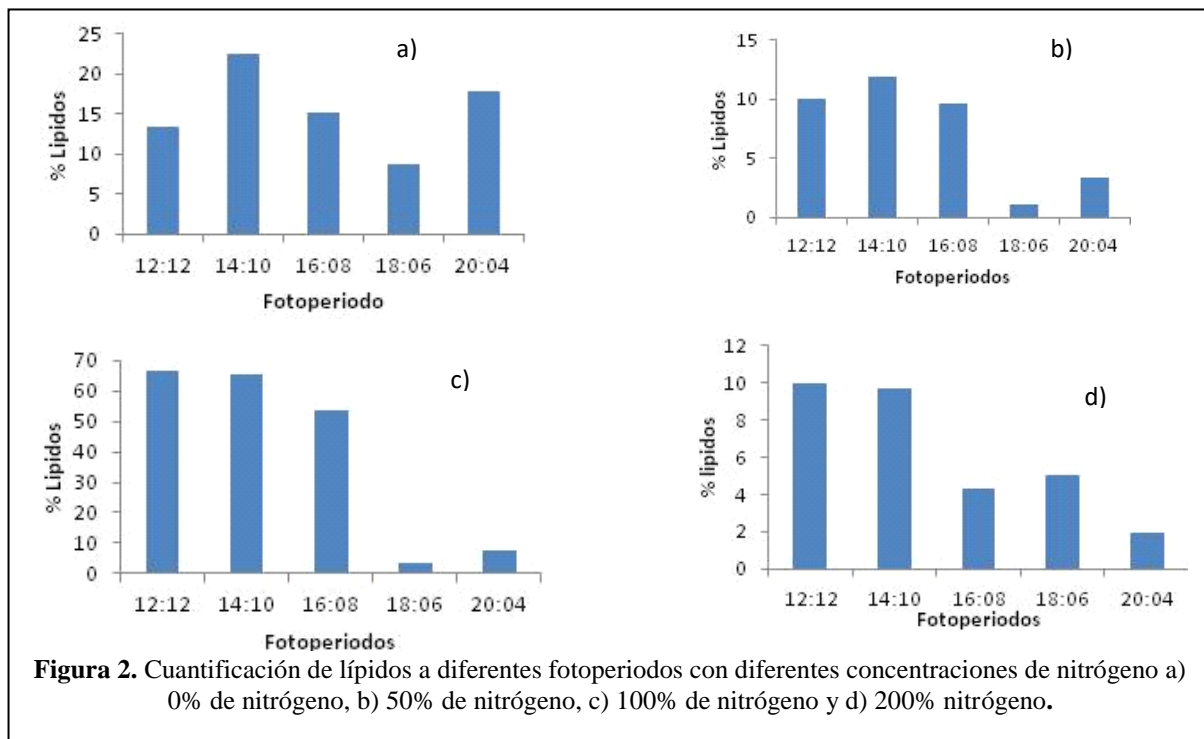 a)
25
20
15
10
5
0
% Lipidos
12:12 14:10 16:08 18:06 20:04
Fotoperiodo
b)
15
10
5
0
% Lipidos
12:12 14:10 16:08 18:06 20:04
Fotoperiodos
c)
70
60
50
40
30
20
10
0
% Lipidos
12:12 14:10 16:08 18:06 20:04
Fotoperiodos
d)
12
10
8
6
4
2
0
% lipidos
12:12 14:10 16:08 18:06 20:04
Fotoperiodos
Figura 2. Cuantificación de lípidos a diferentes fotoperiodos con diferentes concentraciones de nitrógeno a)
0% de nitrógeno, b) 50% de nitrógeno, c) 100% de nitrógeno y d) 200% nitrógeno.